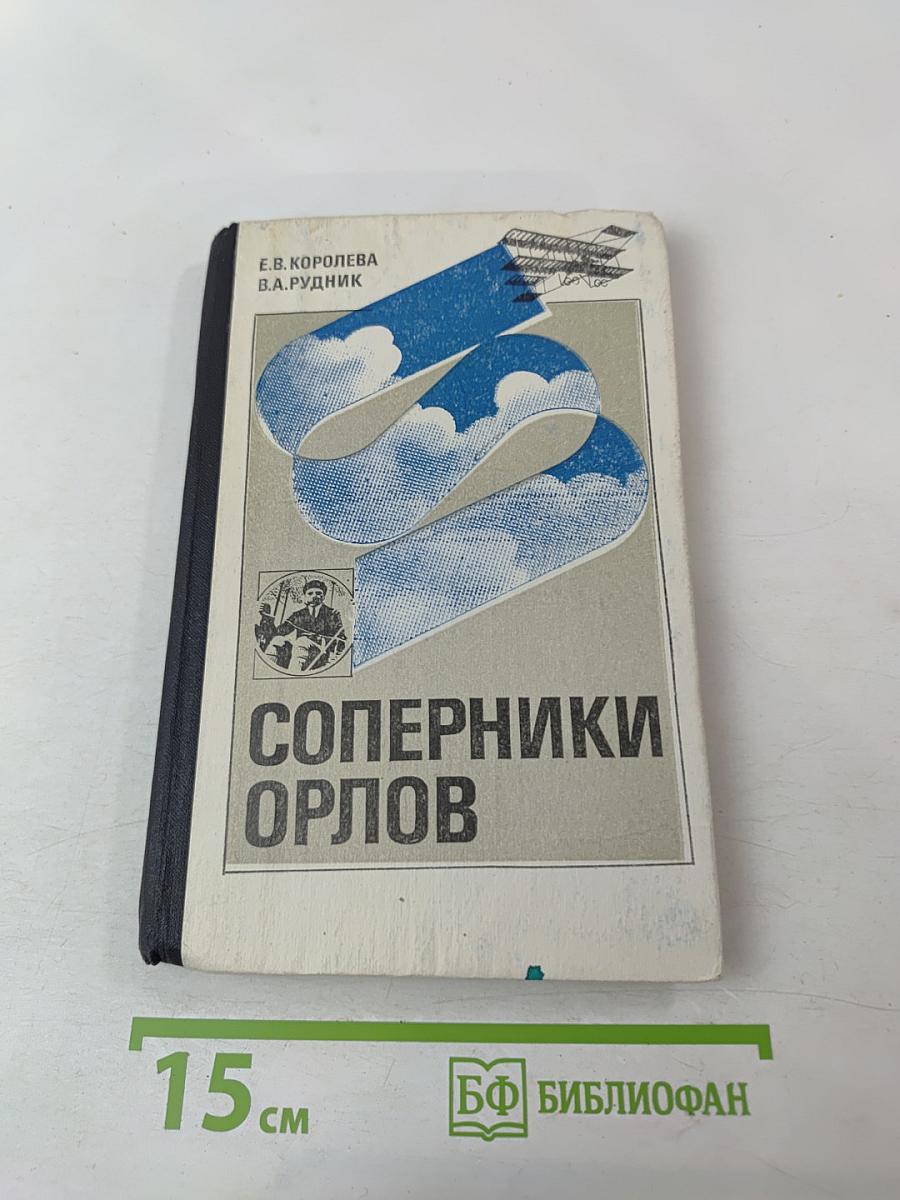 Е.В.КОРОЛЕВА
В.А.РУДНИК
СОПЕРНИКИ
ОРЛОВ
15 см
БФ БИБЛИОФАН